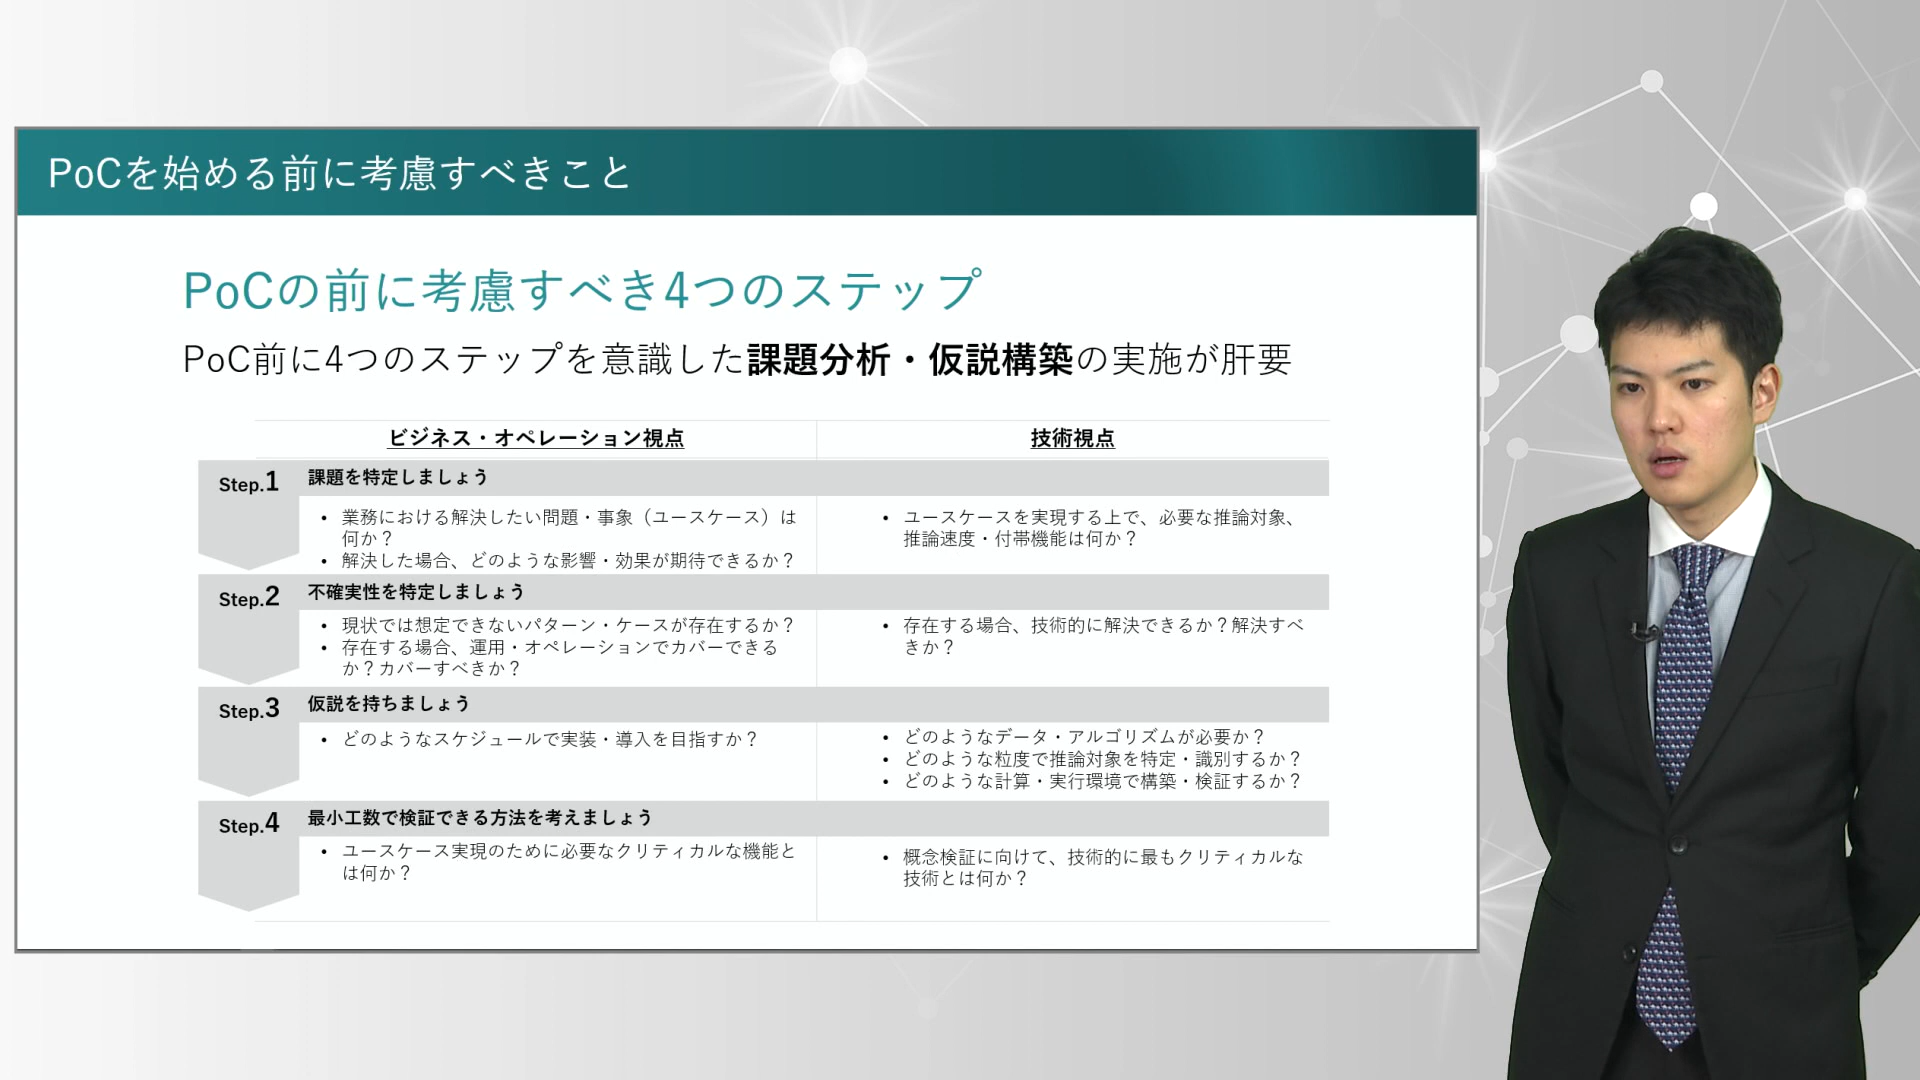 PoCを始める前に考慮すべきこと
PoCの前に考慮すべき4つのステップ
PoC前に4つのステップを意識した課題分析・仮説構築の実施が肝要
ビジネス・オペレーション視点
技術視点
Step.1
課題を特定しましょう
• 業務における解決したい問題・事象（ユースケース）は
何か？
• 解決した場合、どのような影響・効果が期待できるか？
• ユースケースを実現する上で、必要な推論対象、
推論速度・付帯機能は何か？
Step.2
不確実性を特定しましょう
• 現状では想定できないパターン・ケースが存在するか？
• 存在する場合、運用・オペレーションでカバーできる
か？カバーすべきか？
• 存在する場合、技術的に解決できるか？解決すべ
きか？
Step.3
仮説を持ちましょう
• どのようなスケジュールで実装・導入を目指すか？
• どのようなデータ・アルゴリズムが必要か？
• どのような粒度で推論対象を特定・識別するか？
• どのような計算・実行環境で構築・検証するか？
Step.4
最小工数で検証できる方法を考えましょう
• ユースケース実現のために必要なクリティカルな機能と
は何か？
• 概念検証に向けて、技術的に最もクリティカルな
技術とは何か？